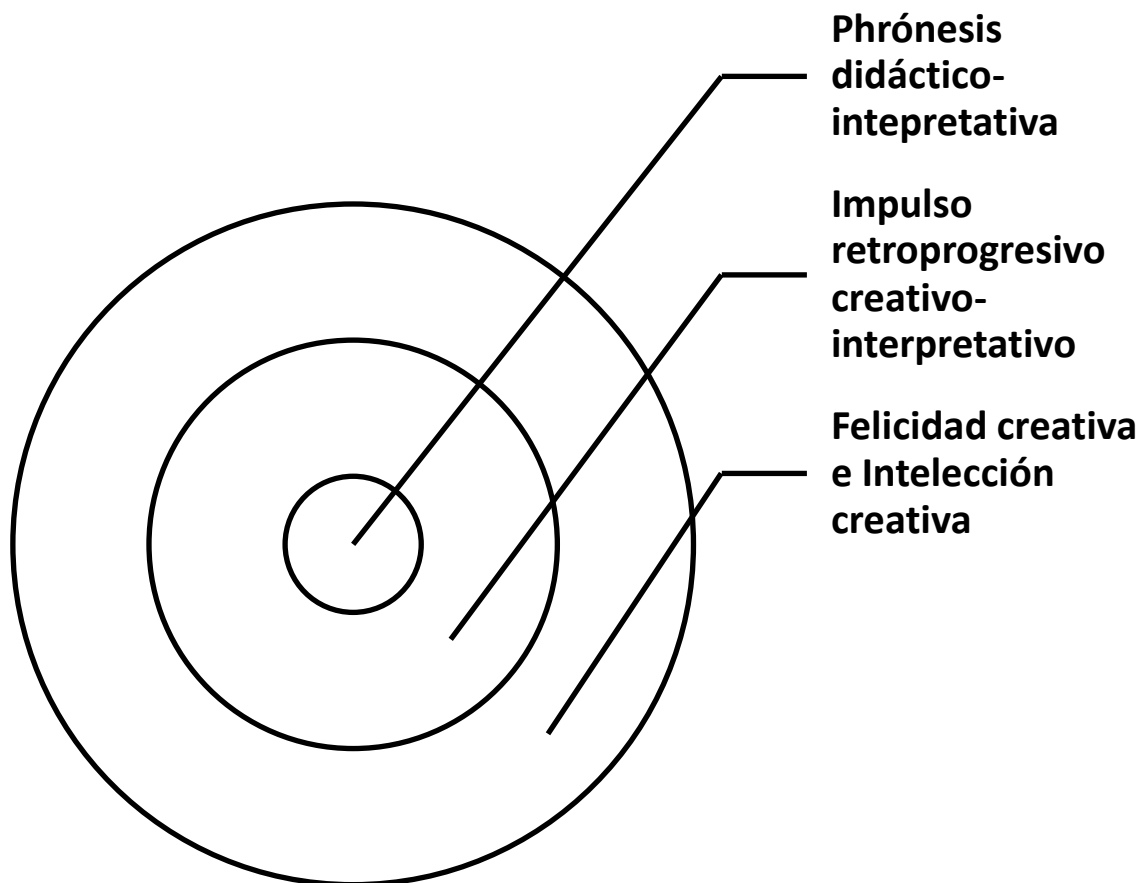 Phrónesis
didáctico-
intepretativa
Impulso
retroprogresivo
creativo-
interpretativo
Felicidad creativa
e Intelección
creativa